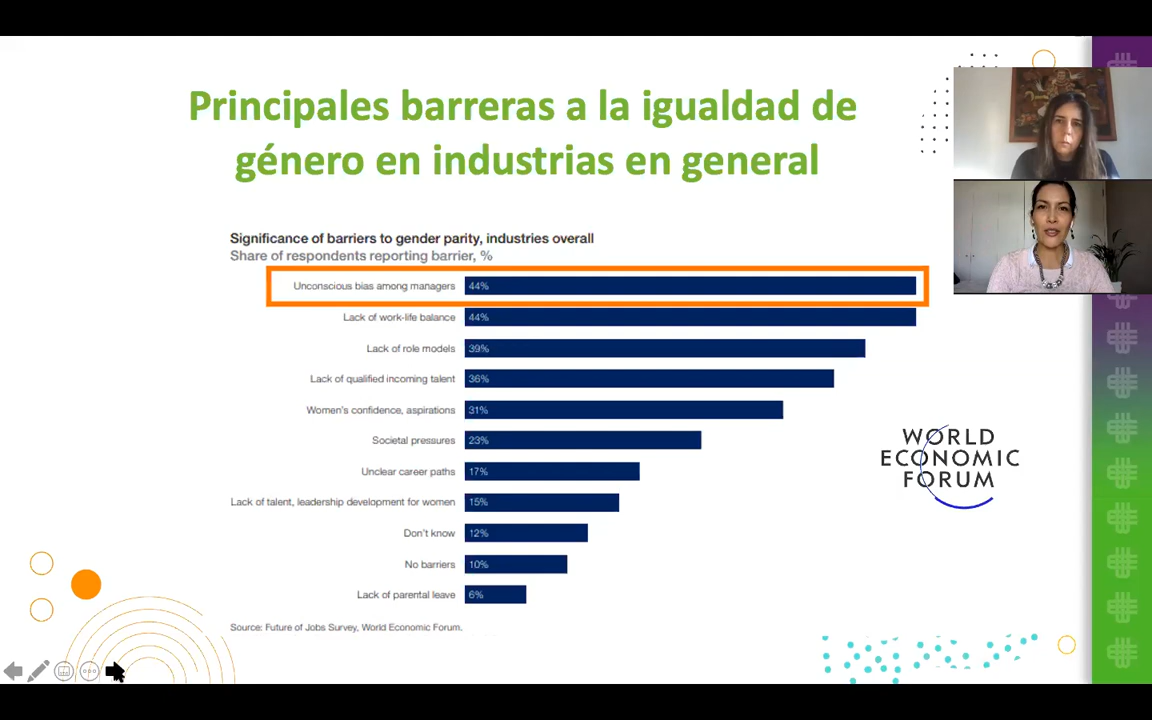 Principales barreras a la igualdad de
género en industrias en general
Significance of barriers to gender parity, industries overall
Share of respondents reporting barrier, %
Unconscious bias among managers 44%
Lack of work-life balance 44%
Lack of role models 39%
Lack of qualified incoming talent 36%
Women's confidence, aspirations 31%
Societal pressures 23%
Unclear career paths 17%
Lack of talent, leadership development for women 15%
Don't know 12%
No barriers 10%
Lack of parental leave 6%
Source: Future of Jobs Survey, World Economic Forum.
WORLD
ECONOMIC
FORUM